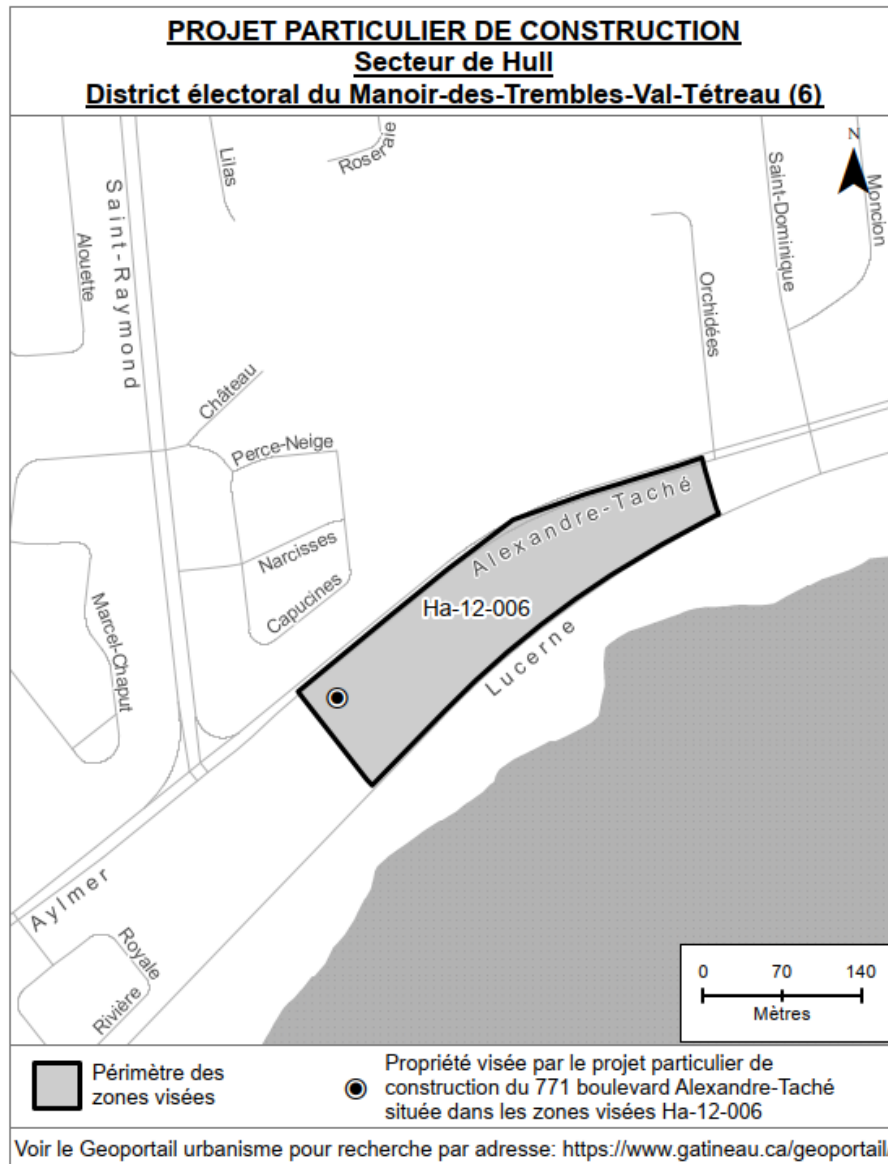 PROJET PARTICULIER DE CONSTRUCTION
Secteur de Hull
District électoral du Manoir-des-Trembles-Val-Tétreau (6)
Lilas
Roseraie
N
Saint-Raymond
Alouette
Saint-Dominique
Moncion
Orchidées
Château
Perce-Neige
Alexandre-Taché
Narcisses
Capucines
Ha-12-006
Marcel-Chaput
Lucerne
Aylmer
Royale
Rivière
0 70 140
Mètres
Périmètre des
zones visées
Propriété visée par le projet particulier de
construction du 771 boulevard Alexandre-Taché
située dans les zones visées Ha-12-006
Voir le Geoportail urbanisme pour recherche par adresse: https://www.gatineau.ca/geoportail/